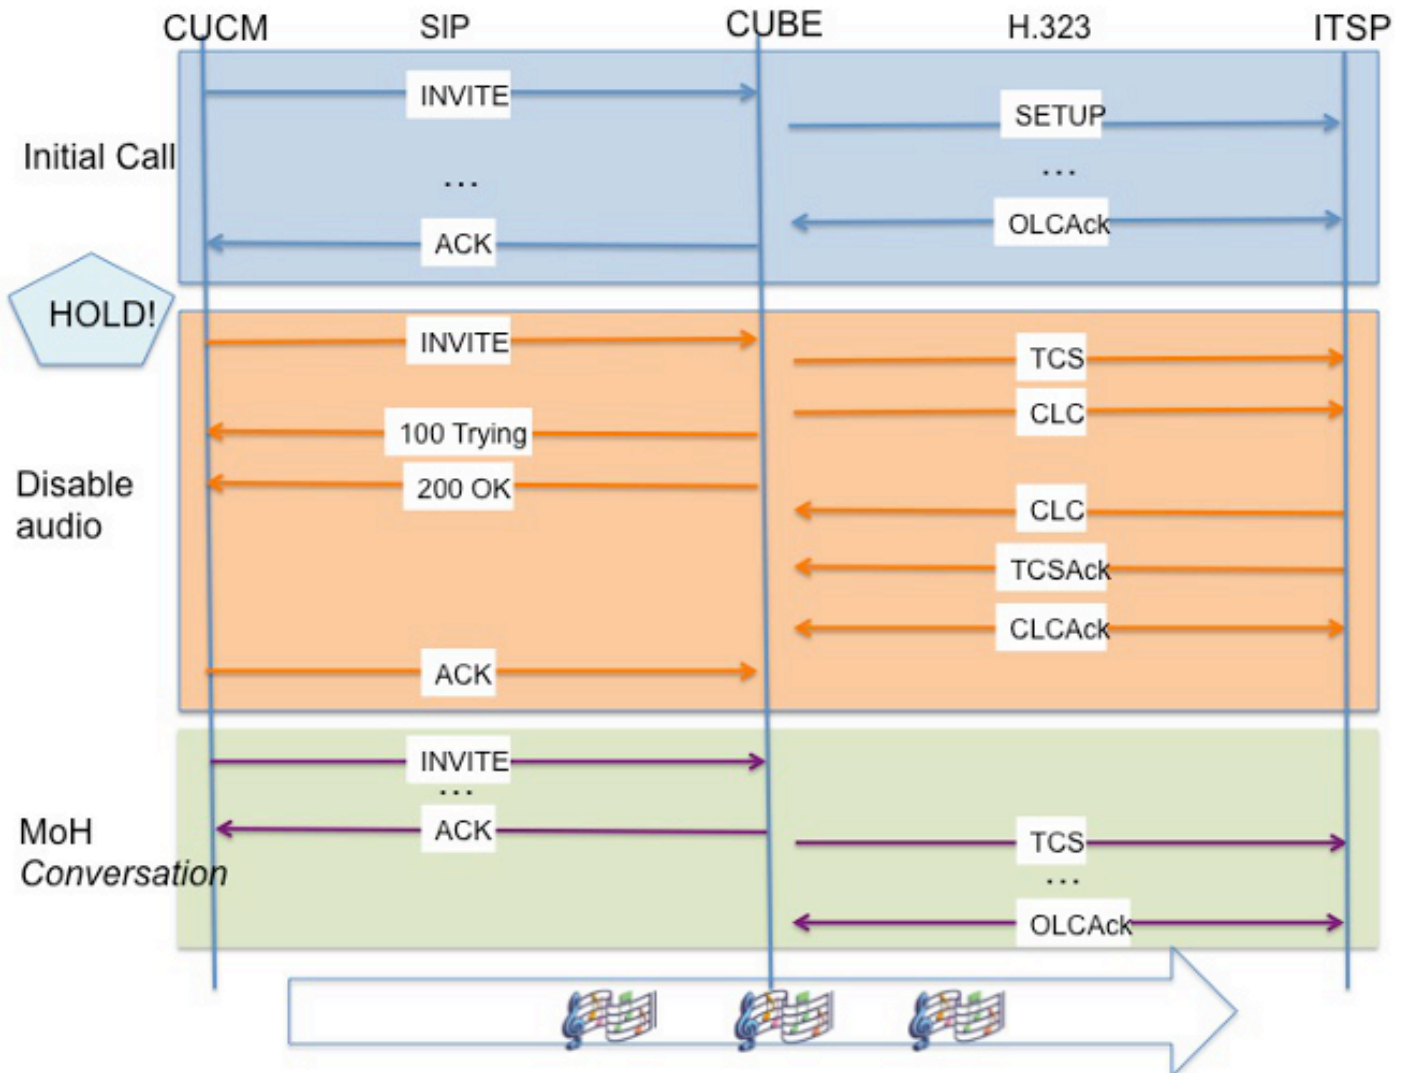 CUCM SIP CUBE H.323 ITSP
INVITE
SETUP
Initial Call
...
...
OLCAck
ACK
HOLD!
INVITE
TCS
CLC
100 Trying
Disable
audio
200 OK
CLC
TCSAck
CLCAck
ACK
INVITE
...
ACK
MoH
Conversation
TCS
...
OLCAck